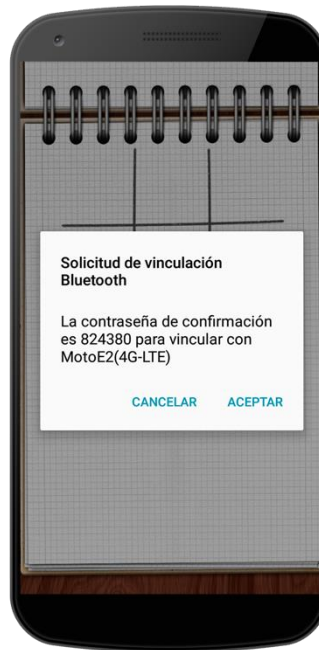 Solicitud de vinculación
Bluetooth
La contraseña de confirmación
es 824380 para vincular con
MotoE2(4G-LTE)
CANCELAR
ACEPTAR